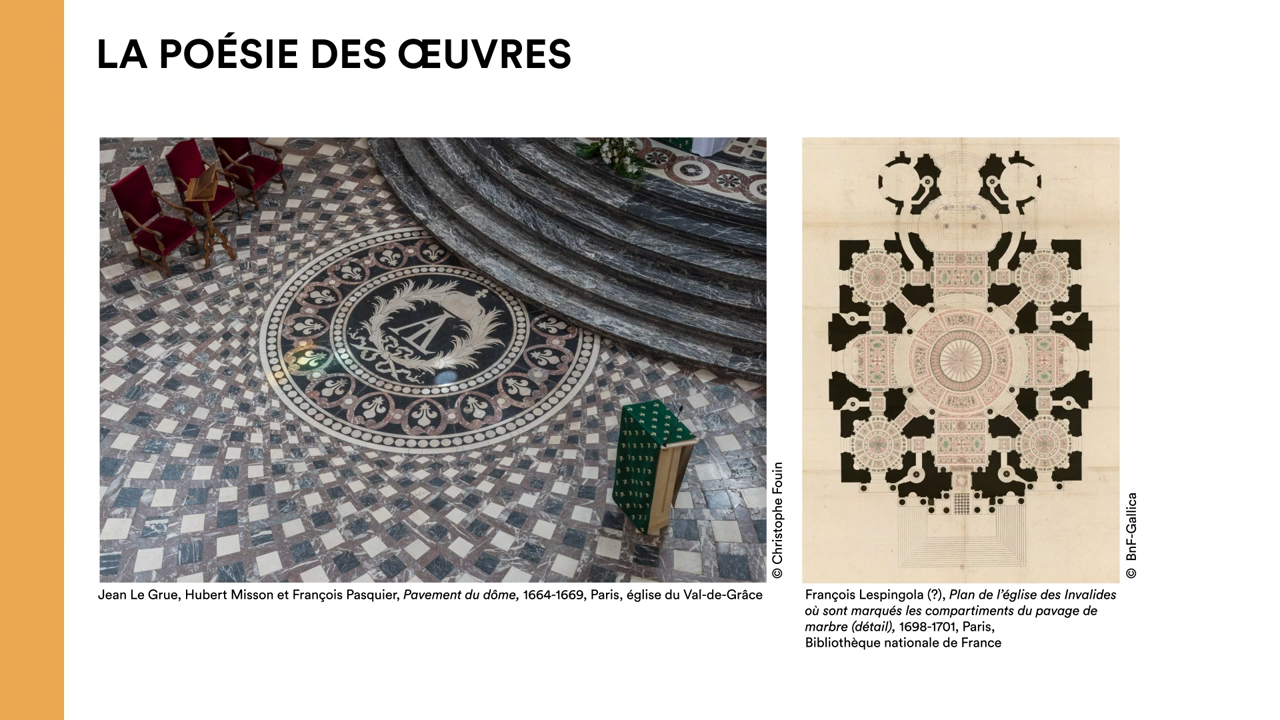 LA POÉSIE DES ŒUVRES
A
© Christophe Fouin
© BnF-Gallica
Jean Le Grue, Hubert Misson et François Pasquier, Pavement du dôme, 1664-1669, Paris, église du Val-de-Grâce
François Lespingola (?), Plan de l’église des Invalides
où sont marqués les compartiments du pavage de
marbre (détail), 1698-1701, Paris,
Bibliothèque nationale de France